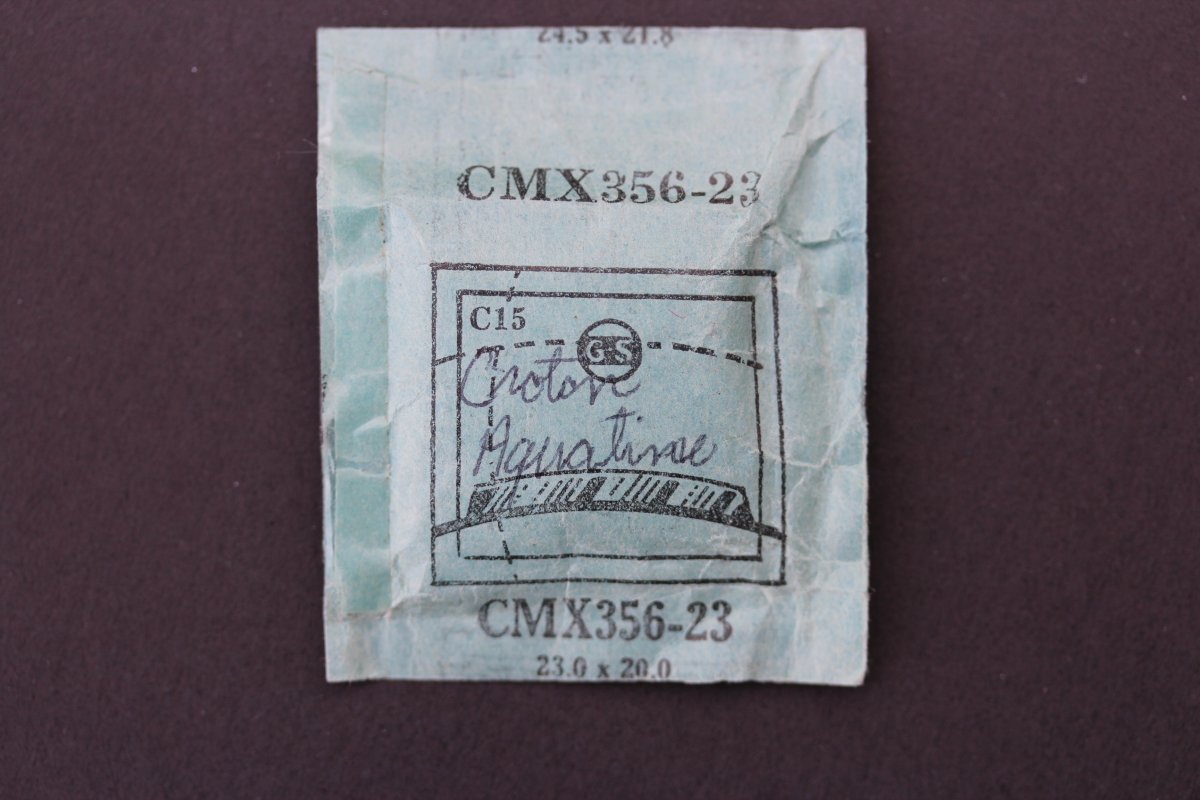 24.5 x 21.8
CMX356-23
C15
GS
Croton
Aquatime
CMX356-23
23.0 x 20.0